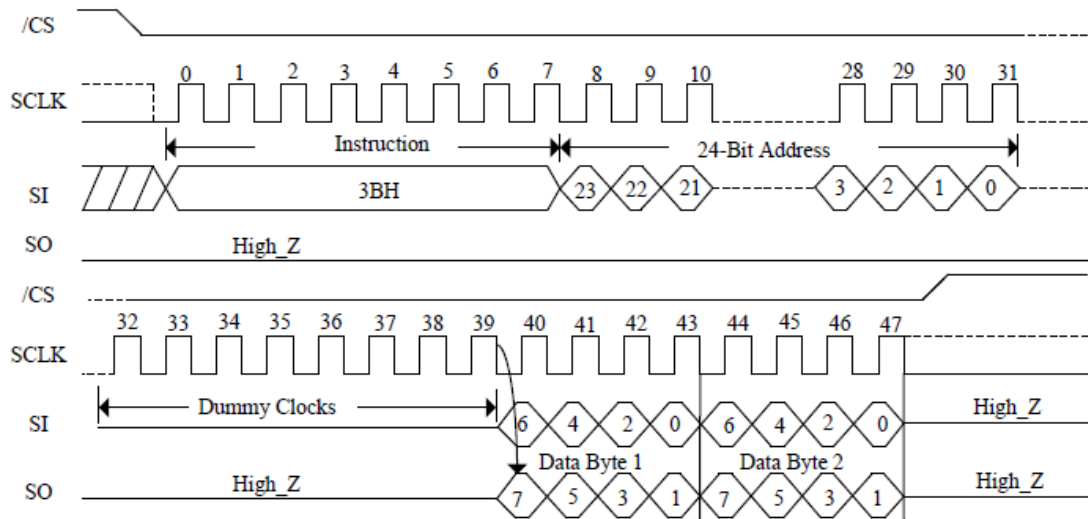 /CS
0 1 2 3 4 5 6 7 8 9 10 28 29 30 31
SCLK
Instruction 24-Bit Address
SI 3BH 23 22 21 3 2 1 0
SO High_Z
/CS
32 33 34 35 36 37 38 39 40 41 42 43 44 45 46 47
SCLK
Dummy Clocks
SI 6 4 2 0 6 4 2 0 High_Z
Data Byte 1 Data Byte 2
SO High_Z 7 5 3 1 7 5 3 1 High_Z